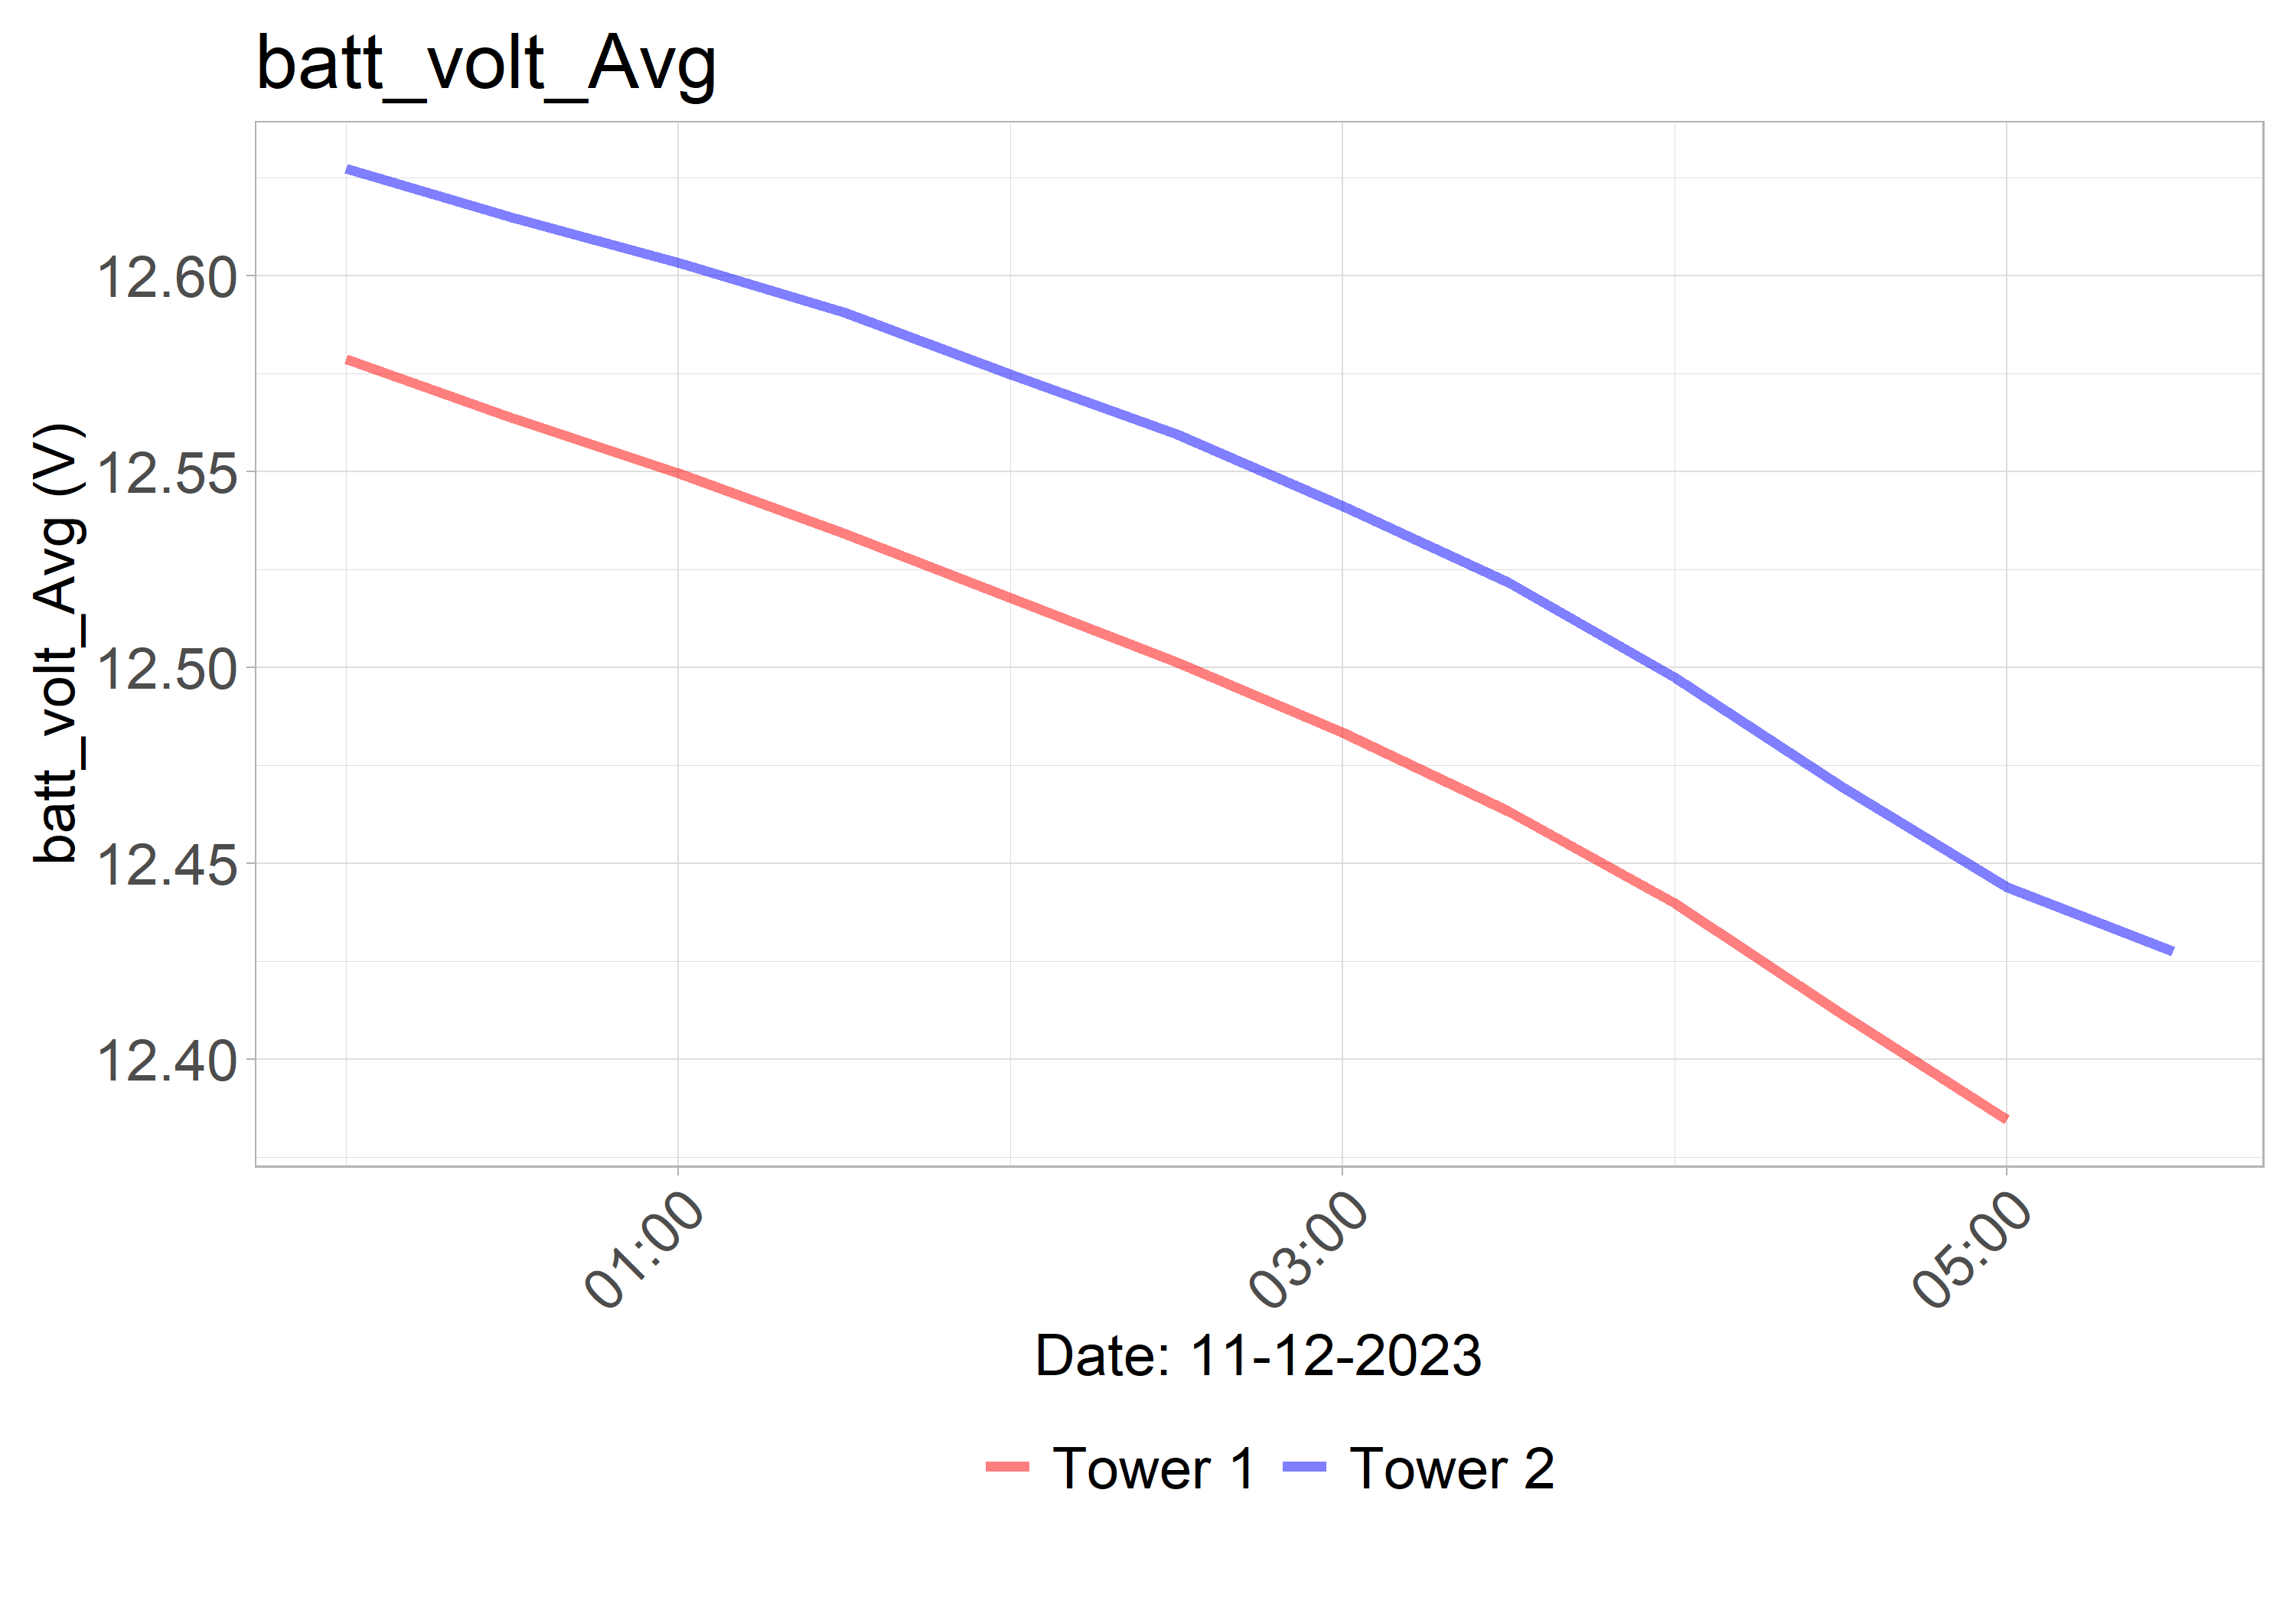 batt_volt_Avg
batt_volt_Avg (V)
12.60
12.55
12.50
12.45
12.40
01:00
03:00
05:00
Date: 11-12-2023
Tower 1
Tower 2